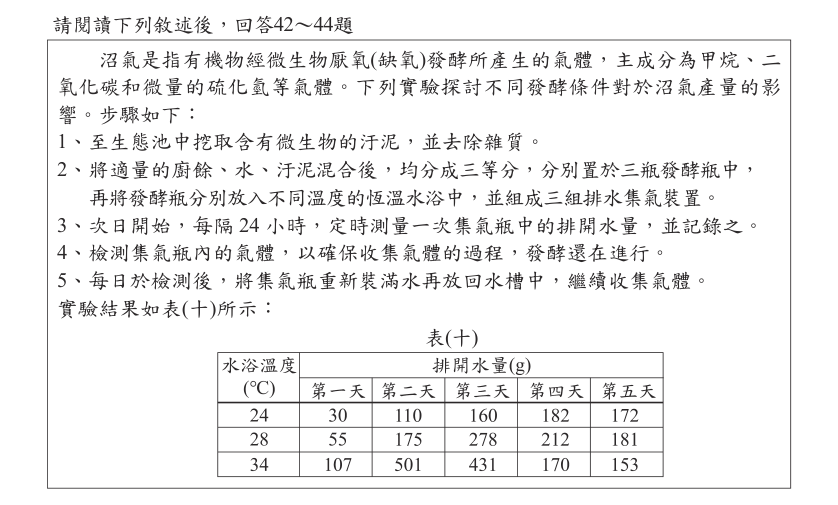 請閱讀下列敘述後，回答42～44題
沼氣是指有機物經微生物厭氧(缺氧)發酵所產生的氣體，主成分為甲烷、二
氧化碳和微量的硫化氫等氣體。下列實驗探討不同發酵條件對於沼氣產量的影
響。步驟如下：
1、至生態池中挖取含有微生物的汙泥，並去除雜質。
2、將適量的廚餘、水、汙泥混合後，均分成三等分，分別置於三瓶發酵瓶中，
再將發酵瓶分別放入不同溫度的恆溫水浴中，並組成三組排水集氣裝置。
3、次日開始，每隔 24 小時，定時測量一次集氣瓶中的排開水量，並記錄之。
4、檢測集氣瓶內的氣體，以確保收集氣體的過程，發酵還在進行。
5、每日於檢測後，將集氣瓶重新裝滿水再放回水槽中，繼續收集氣體。
實驗結果如表(十)所示：
表(十)
水浴溫度 排開水量(g)
(°C) 第一天 第二天 第三天 第四天 第五天
24 30 110 160 182 172
28 55 175 278 212 181
34 107 501 431 170 153